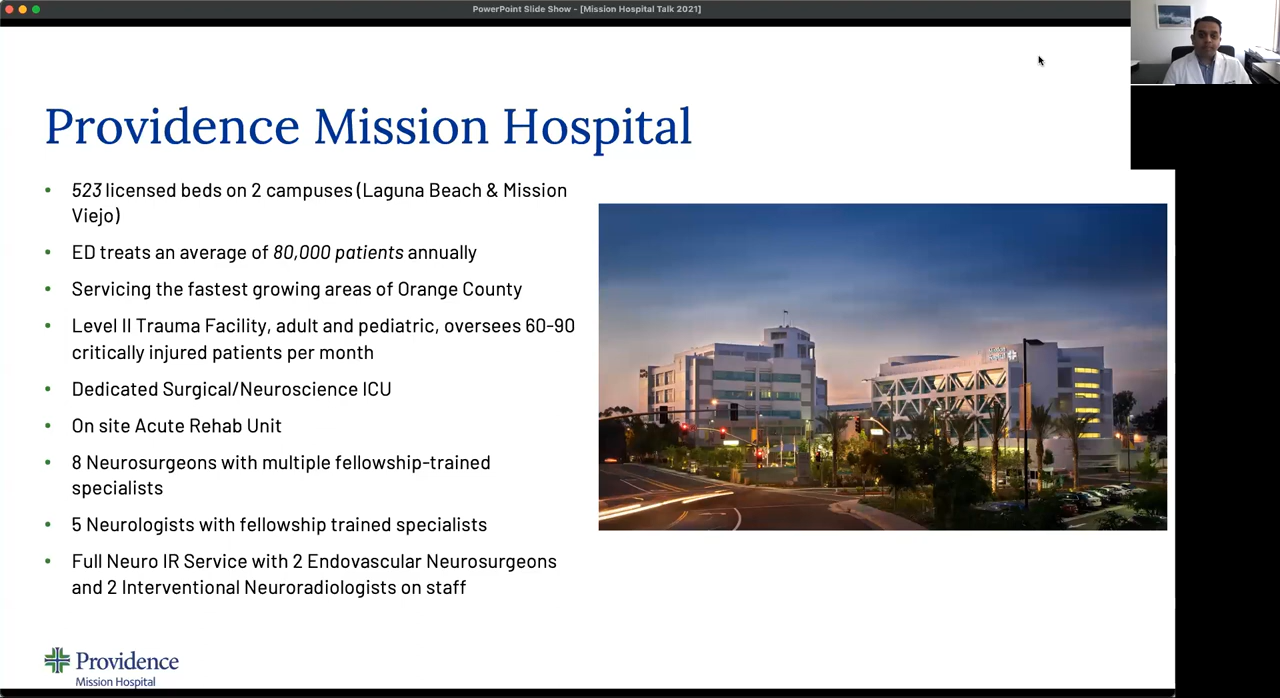 PowerPoint Slide Show - [Mission Hospital Talk 2021]
Providence Mission Hospital
• 523 licensed beds on 2 campuses (Laguna Beach & Mission
Viejo)
• ED treats an average of 80,000 patients annually
• Servicing the fastest growing areas of Orange County
• Level II Trauma Facility, adult and pediatric, oversees 60-90
critically injured patients per month
• Dedicated Surgical/Neuroscience ICU
• On site Acute Rehab Unit
• 8 Neurosurgeons with multiple fellowship-trained
specialists
• 5 Neurologists with fellowship trained specialists
• Full Neuro IR Service with 2 Endovascular Neurosurgeons
and 2 Interventional Neuroradiologists on staff
Providence
Mission Hospital